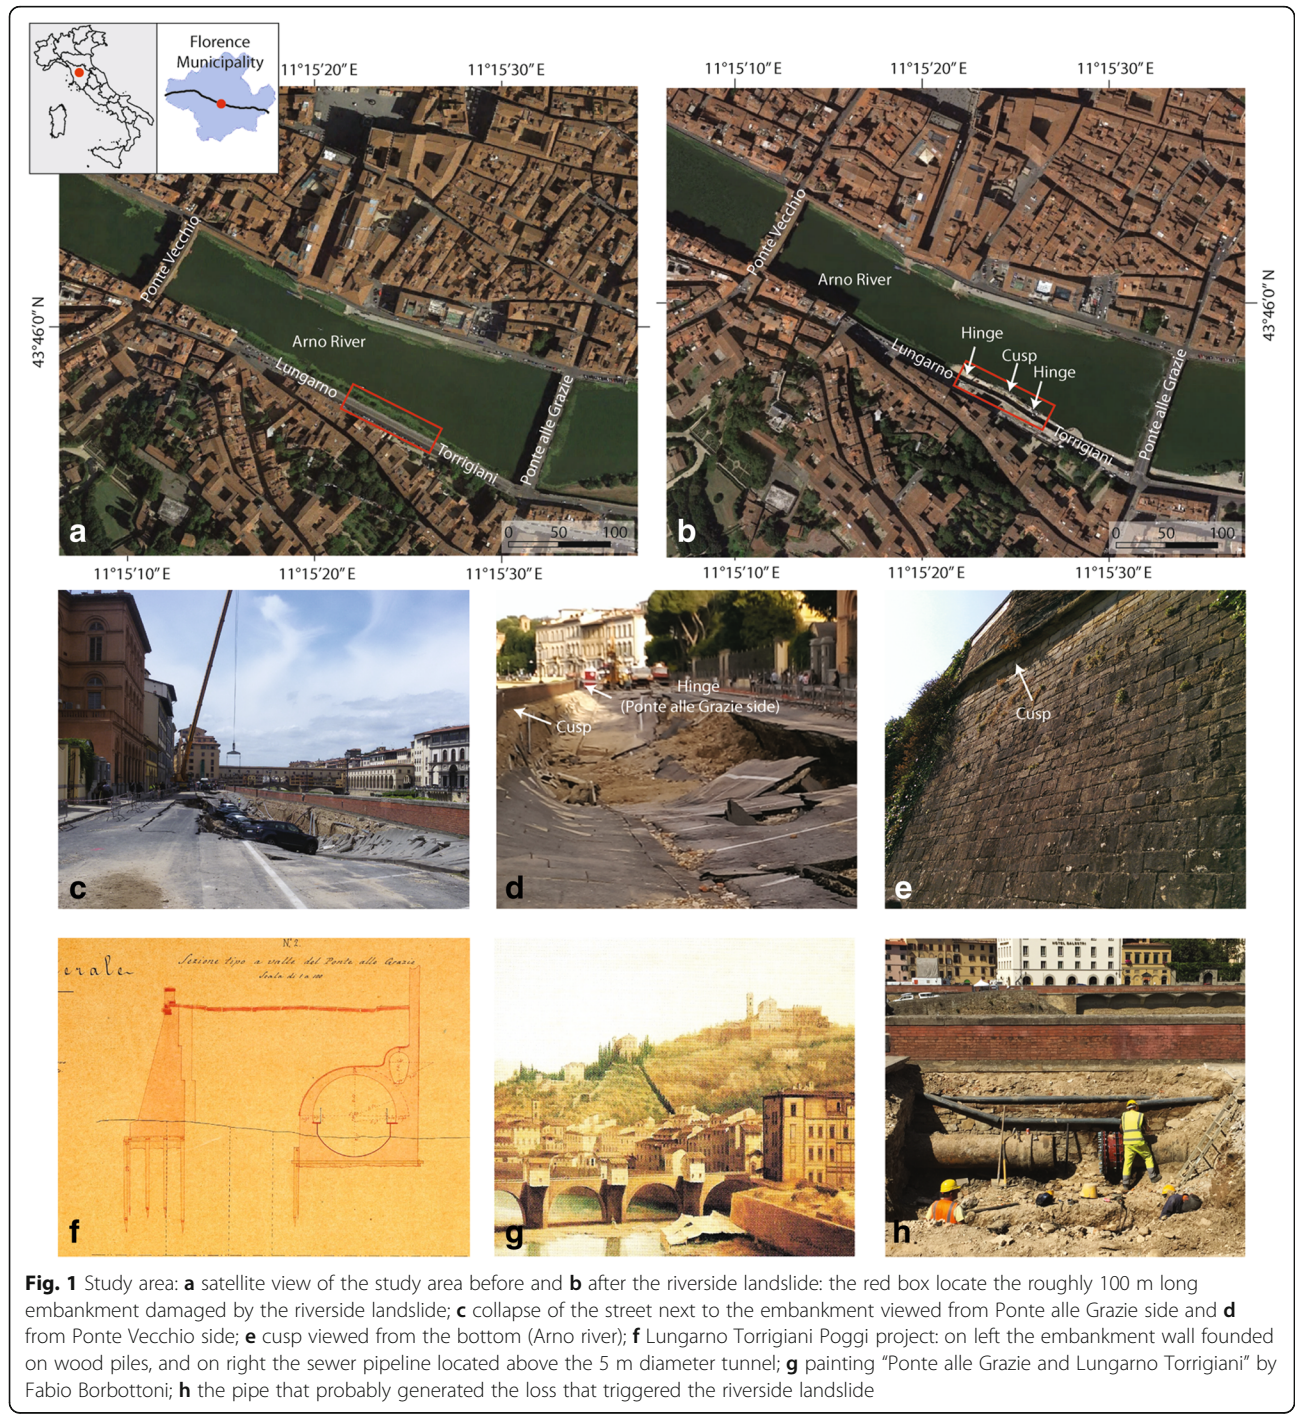 Florence
Municipality
11°15'20" E
11°15'30" E
11°15'10" E
11°15'20" E
11°15'30" E
43°46'0" N
Ponte Vecchio
Arno River
Lungarno
Torrigiani
Ponte alle Grazie
a
0 50 100
Ponte Vecchio
Arno River
Hinge
Cusp
Hinge
Lungarno
Torrigiani
Ponte alle Grazie
b
0 50 100
43°46'0" N
11°15'10" E
11°15'20" E
11°15'30" E
11°15'10" E
11°15'20" E
11°15'30" E
c
Hinge
(Ponte alle Grazie side)
Cusp
d
Cusp
e
erale
N. 2.
Sezione tipo a valle del Ponte alle Grazie
Scala di
f
g
HOTEL BALESTRI
h
Fig. 1 Study area: a satellite view of the study area before and b after the riverside landslide: the red box locate the roughly 100 m long
embankment damaged by the riverside landslide; c collapse of the street next to the embankment viewed from Ponte alle Grazie side and d
from Ponte Vecchio side; e cusp viewed from the bottom (Arno river); f Lungarno Torrigiani Poggi project: on left the embankment wall founded
on wood piles, and on right the sewer pipeline located above the 5 m diameter tunnel; g painting “Ponte alle Grazie and Lungarno Torrigiani” by
Fabio Borbottoni; h the pipe that probably generated the loss that triggered the riverside landslide